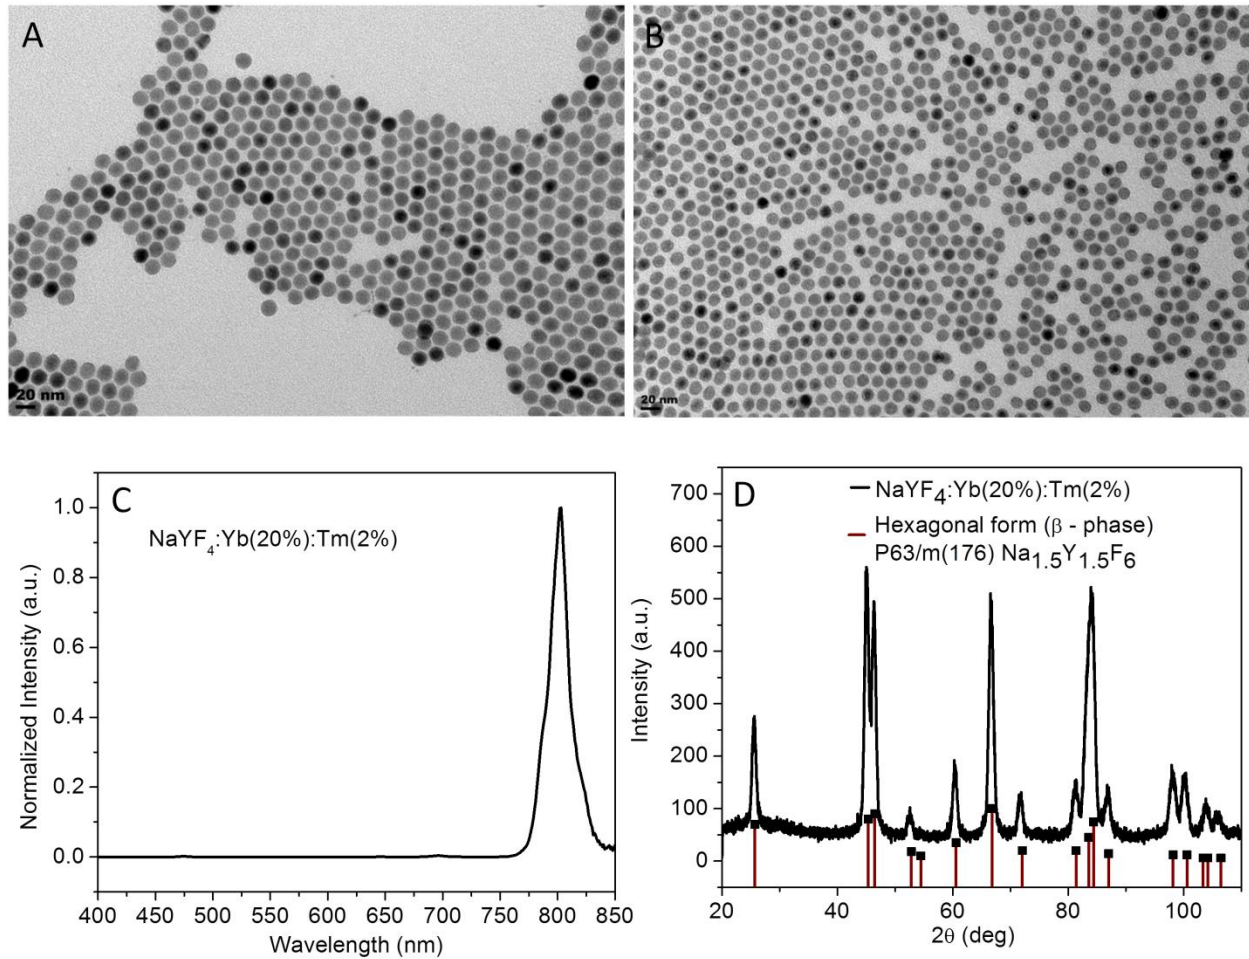 A
B
20 nm
20 nm
C
NaYF4:Yb(20%):Tm(2%)
Normalized Intensity (a.u.)
1.0
0.8
0.6
0.4
0.2
0.0
400 450 500 550 600 650 700 750 800 850
Wavelength (nm)
D
NaYF4:Yb(20%):Tm(2%)
Hexagonal form (β - phase)
P63/m(176) Na1.5Y1.5F6
Intensity (a.u.)
700
600
500
400
300
200
100
0
20 40 60 80 100
2θ (deg)